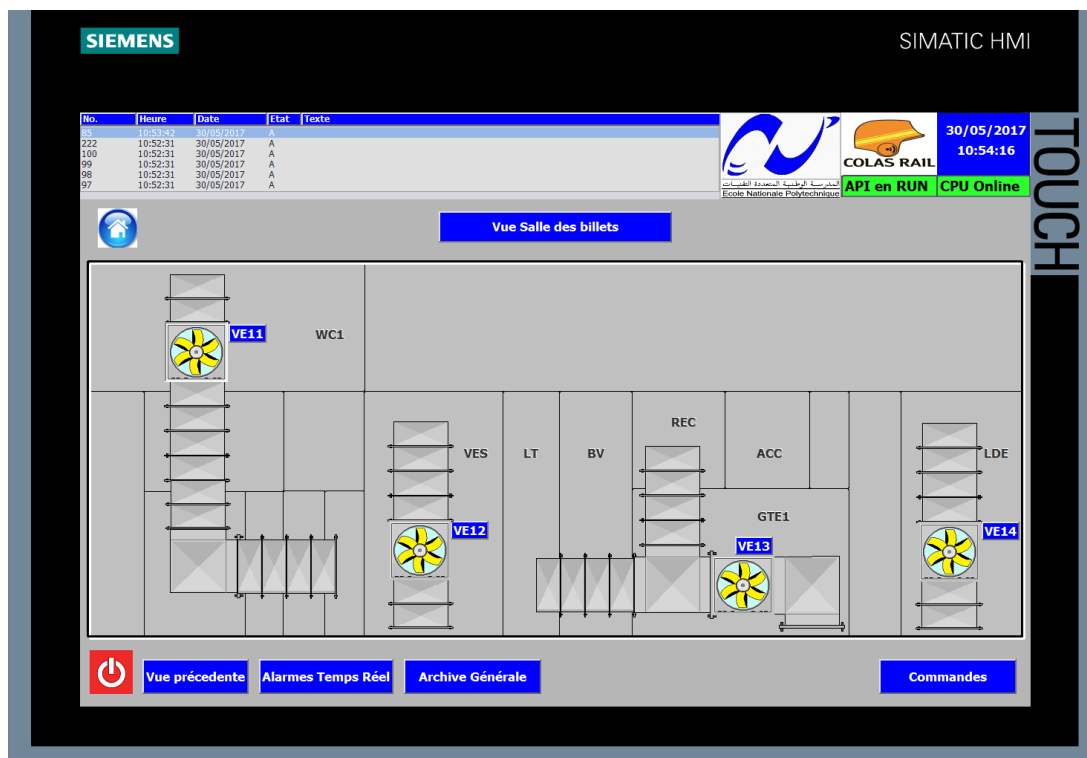 SIEMENS
SIMATIC HMI
TOUCH
No. Heure Date Etat Texte
85 10:53:42 30/05/2017 A
222 10:52:31 30/05/2017 A
100 10:52:31 30/05/2017 A
99 10:52:31 30/05/2017 A
98 10:52:31 30/05/2017 A
97 10:52:31 30/05/2017 A
المدرسة الوطنية المتعددة التقنيات
Ecole Nationale Polytechnique
COLAS RAIL
30/05/2017
10:54:16
API en RUN
CPU Online
Vue Salle des billets
VE11
WC1
REC
VES
LT
BV
ACC
LDE
GTE1
VE12
VE13
VE14
Vue précedente
Alarmes Temps Réel
Archive Générale
Commandes